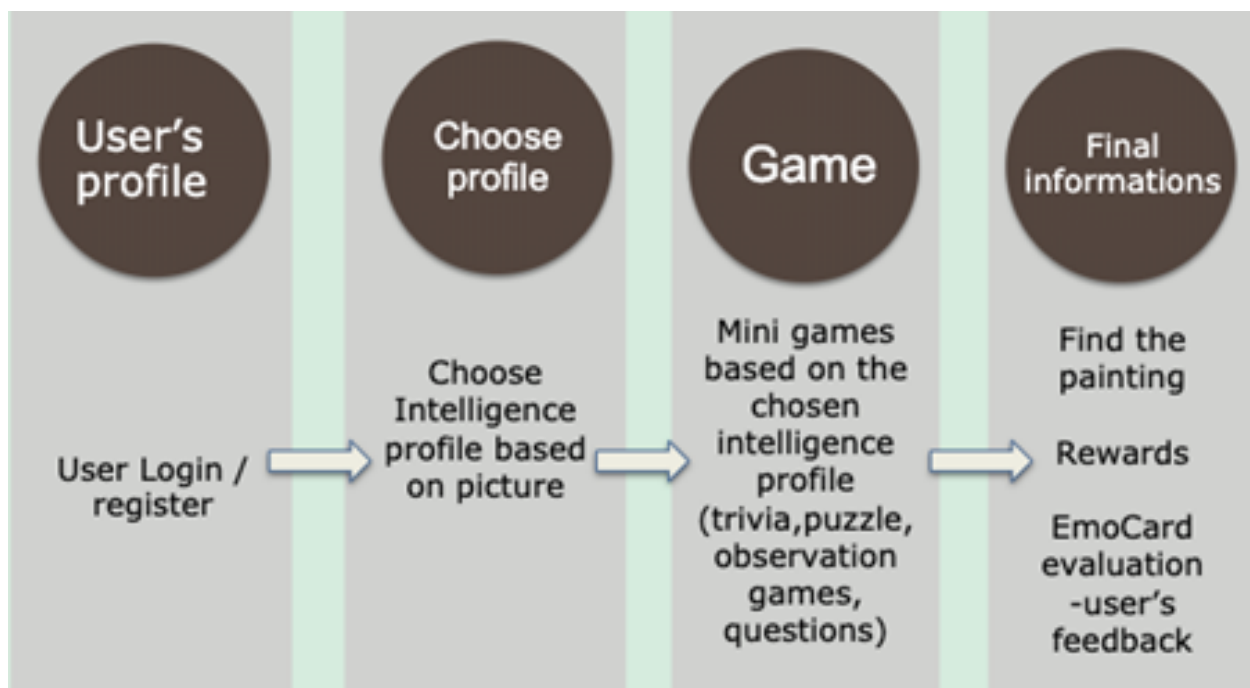 User's
profile
User Login /
register
Choose
profile
Choose
Intelligence
profile based
on picture
Game
Mini games
based on the
chosen
intelligence
profile
(trivia,puzzle,
observation
games,
questions)
Final
informations
Find the
painting
Rewards
EmoCard
evaluation
-user's
feedback